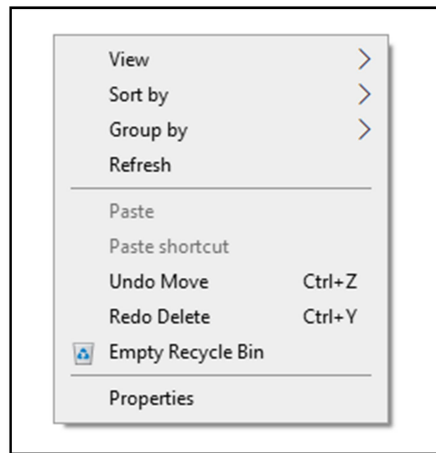 View
Sort by
Group by
Refresh
Paste
Paste shortcut
Undo Move Ctrl+Z
Redo Delete Ctrl+Y
Empty Recycle Bin
Properties